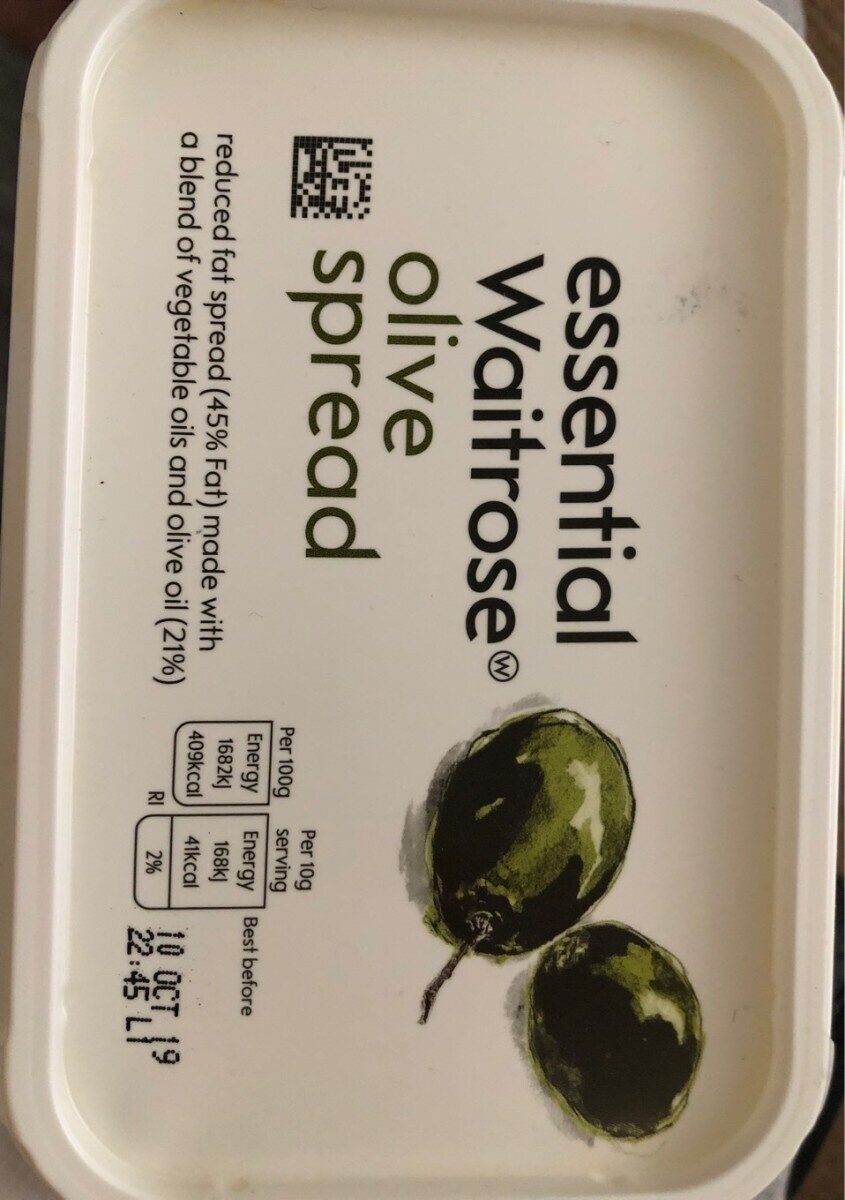 essential
Waitrose
olive
spread
reduced fat spread (45% Fat) made with
a blend of vegetable oils and olive oil (21%)
Per 100g
Energy
1682kJ
409kcal
Per 10g
serving
Energy
168kJ
41kcal
RI
2%
Best before
10 OCT 19
22:45 L1